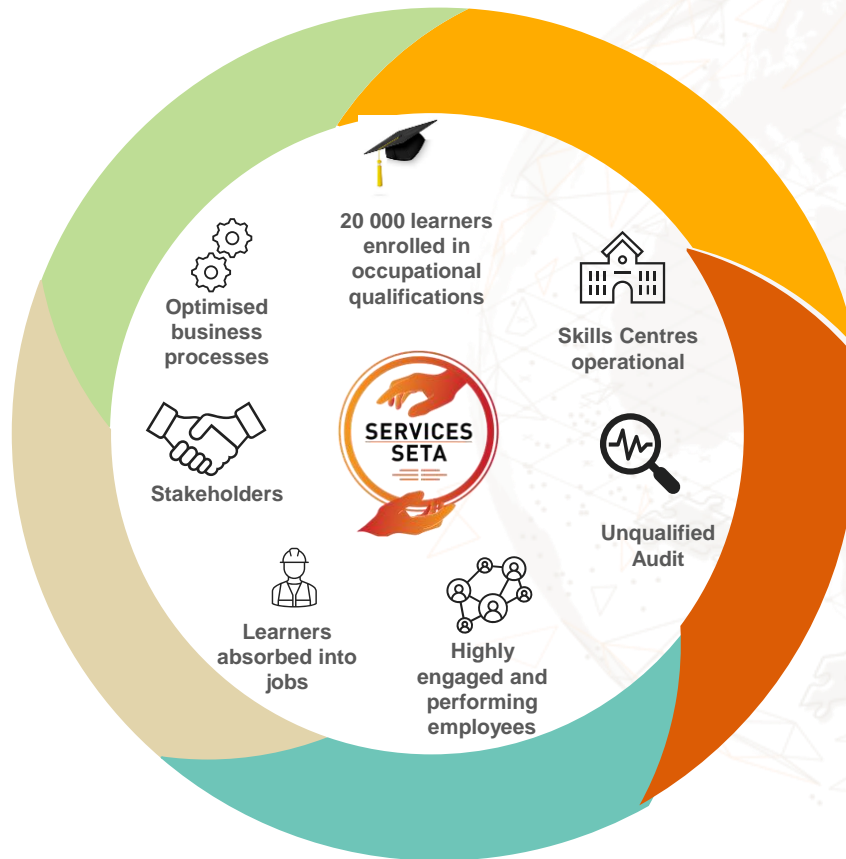 20 000 learners
enrolled in
occupational
qualifications
Optimised
business
processes
Skills Centres
operational
SERVICES
SETA
Stakeholders
Unqualified
Audit
Learners
absorbed into
jobs
Highly
engaged and
performing
employees